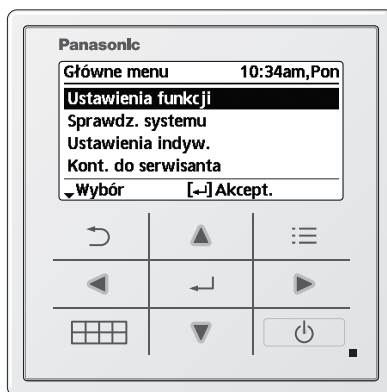 Panasonic
Główne menu 10:34am,Pon
Ustawienia funkcji
Sprawdz. systemu
Ustawienia indyw.
Kont. do serwisanta
Wybór [↵] Akcept.